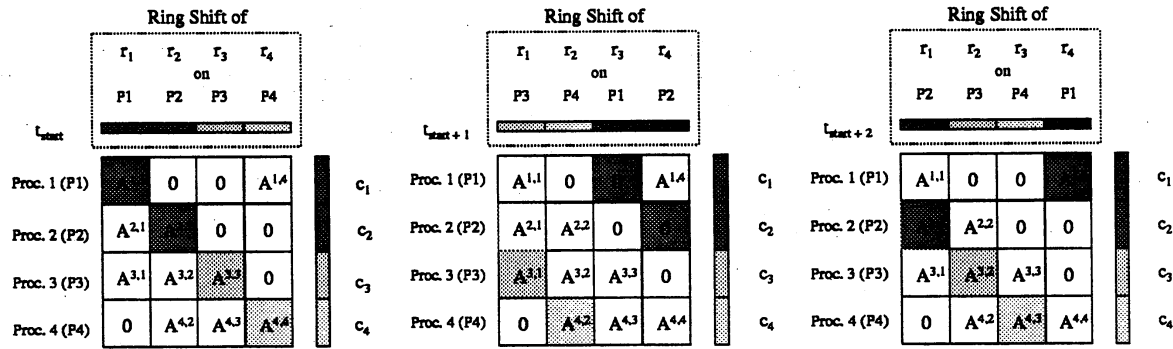 Ring Shift of
r1 r2 r3 r4
on
P1 P2 P3 P4
tstart
Proc. 1 (P1) 0 0 A1,4 c1
Proc. 2 (P2) A2,1 0 0 c2
Proc. 3 (P3) A3,1 A3,2 A3,3 0 c3
Proc. 4 (P4) 0 A4,2 A4,3 A4,4 c4
Ring Shift of
r1 r2 r3 r4
on
P3 P4 P1 P2
tstart + 1
Proc. 1 (P1) A1,1 0 A1,4 c1
Proc. 2 (P2) A2,1 A2,2 0 c2
Proc. 3 (P3) A3,1 A3,2 A3,3 0 c3
Proc. 4 (P4) 0 A4,2 A4,3 A4,4 c4
Ring Shift of
r1 r2 r3 r4
on
P2 P3 P4 P1
tstart + 2
Proc. 1 (P1) A1,1 0 0 c1
Proc. 2 (P2) A2,2 0 0 c2
Proc. 3 (P3) A3,1 A3,2 A3,3 0 c3
Proc. 4 (P4) 0 A4,2 A4,3 A4,4 c4